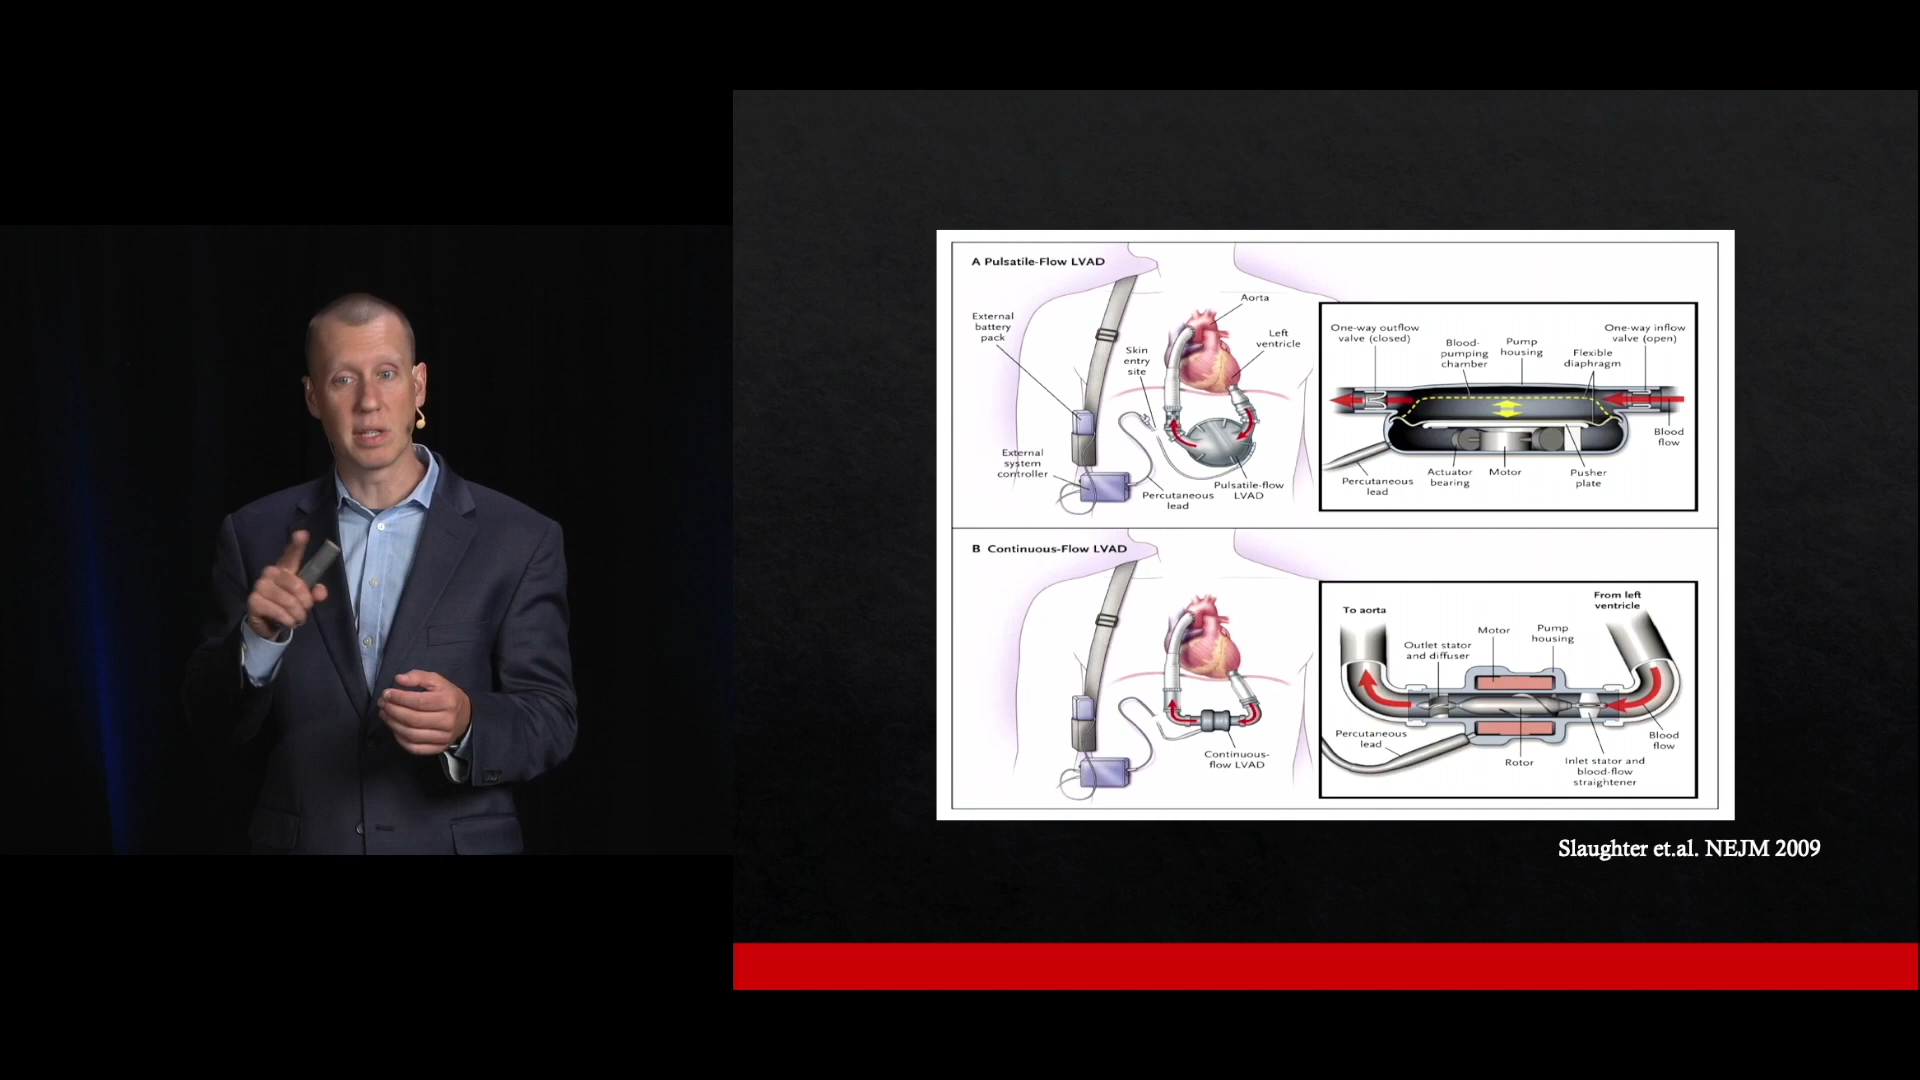 A Pulsatile-Flow LVAD
External
battery
pack
Aorta
Left
ventricle
Skin
entry
site
External
system
controller
Percutaneous
lead
Pulsatile-flow
LVAD
One-way outflow
valve (closed)
Blood-
pumping
chamber
Pump
housing
Flexible
diaphragm
One-way inflow
valve (open)
Blood
flow
Percutaneous
lead
Actuator
bearing
Motor
Pusher
plate
B Continuous-Flow LVAD
Continuous-
flow LVAD
To aorta
From left
ventricle
Outlet stator
and diffuser
Motor
Pump
housing
Percutaneous
lead
Rotor
Inlet stator and
blood-flow
straightener
Blood
flow
Slaughter et.al. NEJM 2009